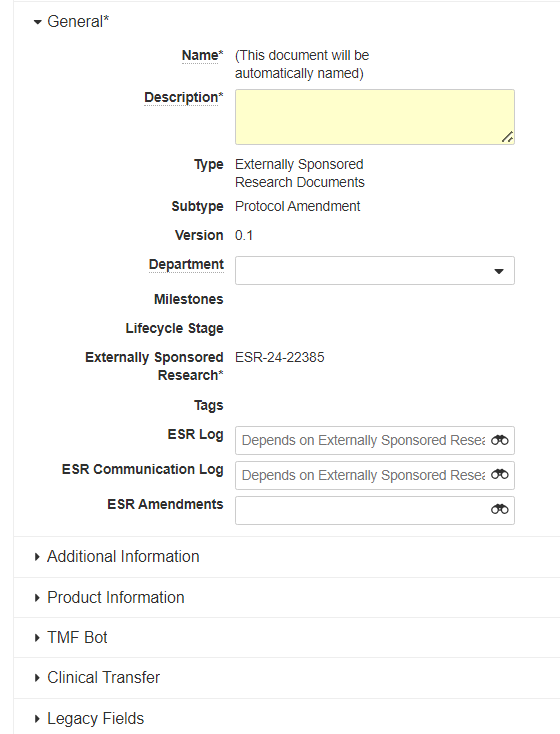 General*
Name* (This document will be
automatically named)
Description*
Type Externally Sponsored
Research Documents
Subtype Protocol Amendment
Version 0.1
Department
Milestones
Lifecycle Stage
Externally Sponsored ESR-24-22385
Research*
Tags
ESR Log Depends on Externally Sponsored Resea
ESR Communication Log Depends on Externally Sponsored Resea
ESR Amendments
Additional Information
Product Information
TMF Bot
Clinical Transfer
Legacy Fields